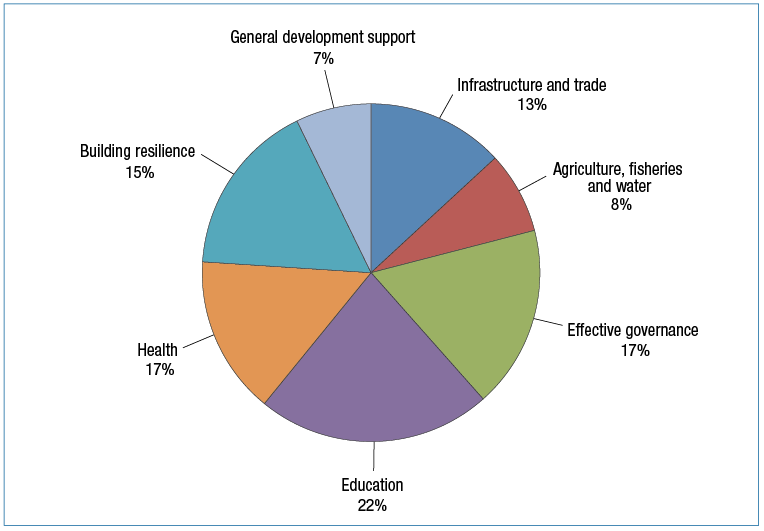 General development support
7%
Infrastructure and trade
13%
Building resilience
15%
Agriculture, fisheries
and water
8%
Effective governance
17%
Health
17%
Education
22%